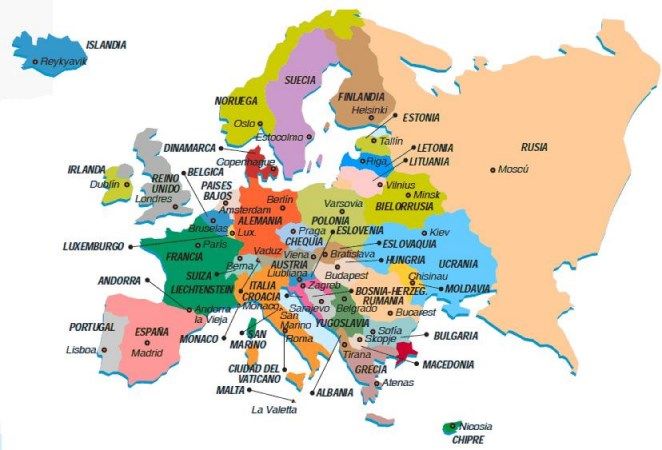 ISLANDIA
Reykyavik
SUECIA
NORUEGA
FINLANDIA
Helsinki
Oslo
Estocolmo
ESTONIA
Tallín
DINAMARCA
Copenhague
LETONIA
Riga
LITUANIA
RUSIA
Moscú
IRLANDA
Dublín
REINO
UNIDO
Londres
BELGICA
PAISES
BAJOS
Amsterdam
Berlín
ALEMANIA
Vilnius
Minsk
BIELORRUSIA
Varsovia
POLONIA
Bruselas
Lux.
LUXEMBURGO
París
FRANCIA
Praga
CHEQUÍA
ESLOVENIA
Kiev
ESLOVAQUIA
UCRANIA
Vaduz
Viena
Bratislava
AUSTRIA
HUNGRIA
Berna
SUIZA
Liubliana
Budapest
Chisinau
MOLDAVIA
LIECHTENSTEIN
ITALIA
Zagreb
BOSNIA-HERZEG.
RUMANIA
ANDORRA
CROACIA
Monaco
Sarajevo
Belgrado
Bucarest
Andorra
la Vieja
San
Marino
YUGOSLAVIA
Sofía
BULGARIA
PORTUGAL
Lisboa
ESPAÑA
Madrid
MONACO
SAN
MARINO
Roma
Skopje
Tirana
MACEDONIA
CIUDAD DEL
VATICANO
GRECIA
Atenas
MALTA
La Valetta
ALBANIA
Nicosia
CHIPRE